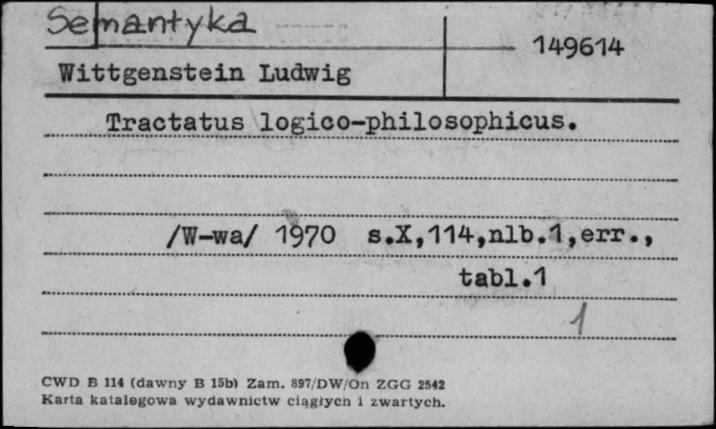 Semantyka
149614
Wittgenstein Ludwig
Tractatus logico-philosophicus.
/W-wa/ 1970 s.X,114,nlb.1,err.,
tabl.1
1
CWD B 114 (dawny B 15b) Zam. 897/DW/On ZGG 2542
Karta katalegowa wydawnictw ciągłych i zwartych.